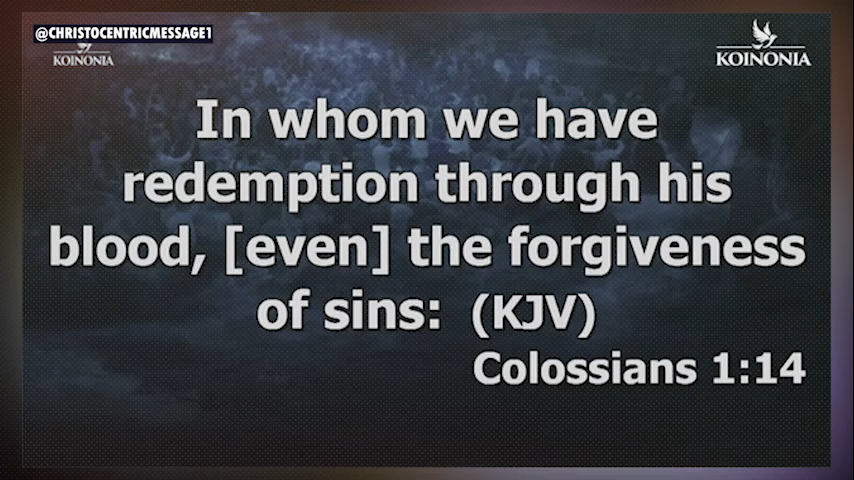 @CHRISTOCENTRICMESSAGE1
KOINONIA
KOINONIA
In whom we have
redemption through his
blood, [even] the forgiveness
of sins: (KJV)
Colossians 1:14